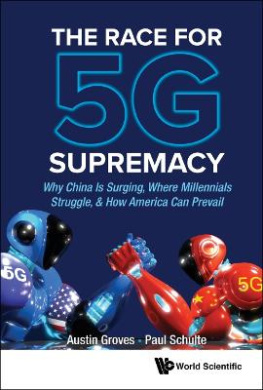 THE RACE FOR
5G
SUPREMACY
Why China Is Surging, Where Millennials
Struggle, & How America Can Prevail
5G
5G
Austin Groves - Paul Schulte
World Scientific